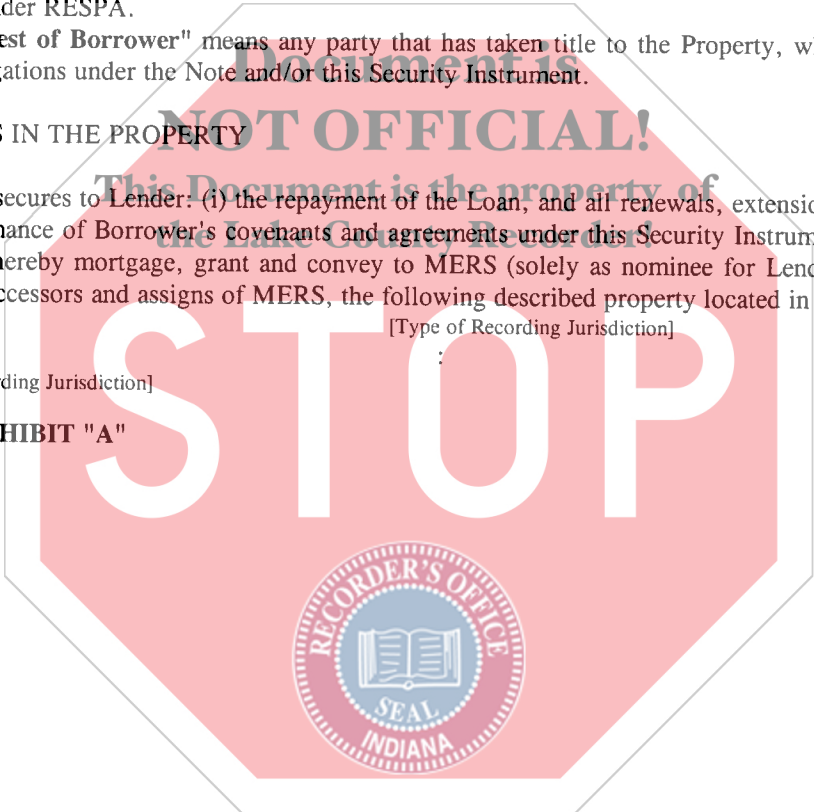 der RESPA.
est of Borrower" means any party that has taken title to the Property, w
ations under the Note and/or this Security Instrument.
Document is
NOT OFFICIAL!
IN THE PROPERTY
This Document is the property of
the Lake County Recorder!
secures to Lender: (i) the repayment of the Loan, and all renewals, extensio
nance of Borrower's covenants and agreements under this Security Instrum
hereby mortgage, grant and convey to MERS (solely as nominee for Lend
ccessors and assigns of MERS, the following described property located in
[Type of Recording Jurisdiction]
:
ding Jurisdiction]
HIBIT "A"
STOP
RECORDER'S OFFICE
SEAL
INDIANA